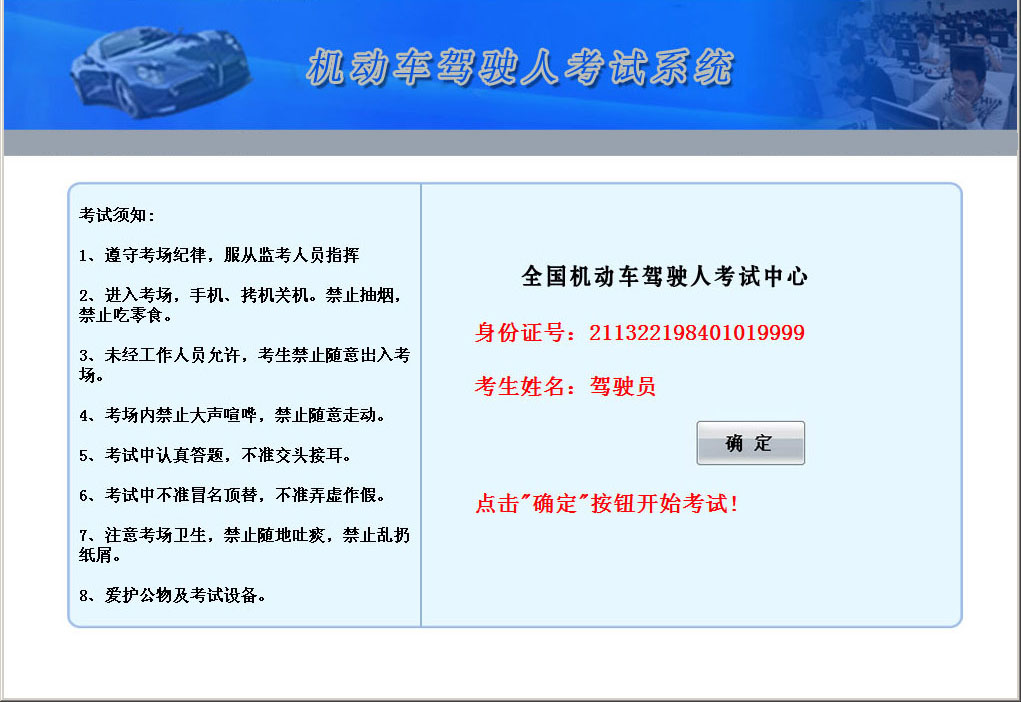 机动车驾驶人考试系统
考试须知：
1、遵守考场纪律，服从监考人员指挥
2、进入考场，手机、拷机关机。禁止抽烟，
禁止吃零食。
3、未经工作人员允许，考生禁止随意出入考
场。
4、考场内禁止大声喧哗，禁止随意走动。
5、考试中认真答题，不准交头接耳。
6、考试中不准冒名顶替，不准弄虚作假。
7、注意考场卫生，禁止随地吐痰，禁止乱扔
纸屑。
8、爱护公物及考试设备。
全国机动车驾驶人考试中心
身份证号：211322198401019999
考生姓名：驾驶员
确 定
点击"确定"按钮开始考试！